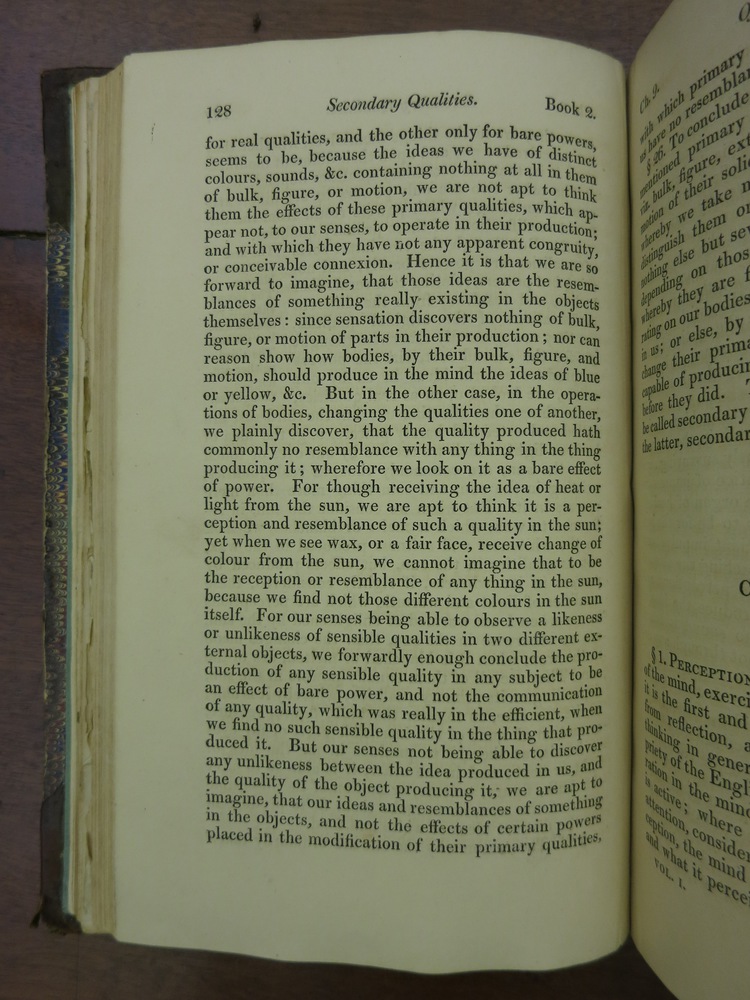 128 Secondary Qualities. Book 2.
for real qualities, and the other only for bare powers,
seems to be, because the ideas we have of distinct
colours, sounds, &c. containing nothing at all in them
of bulk, figure, or motion, we are not apt to think
them the effects of these primary qualities, which ap-
pear not, to our senses, to operate in their production;
and with which they have not any apparent congruity,
or conceivable connexion. Hence it is that we are so
forward to imagine, that those ideas are the resem-
blances of something really existing in the objects
themselves: since sensation discovers nothing of bulk,
figure, or motion of parts in their production; nor can
reason show how bodies, by their bulk, figure, and
motion, should produce in the mind the ideas of blue
or yellow, &c. But in the other case, in the opera-
tions of bodies, changing the qualities one of another,
we plainly discover, that the quality produced hath
commonly no resemblance with any thing in the thing
producing it; wherefore we look on it as a bare effect
of power. For though receiving the idea of heat or
light from the sun, we are apt to think it is a per-
ception and resemblance of such a quality in the sun;
yet when we see wax, or a fair face, receive change of
colour from the sun, we cannot imagine that to be
the reception or resemblance of any thing in the sun,
because we find not those different colours in the sun
itself. For our senses being able to observe a likeness
or unlikeness of sensible qualities in two different ex-
ternal objects, we forwardly enough conclude the pro-
duction of any sensible quality in any subject to be
an effect of bare power, and not the communication
of any quality, which was really in the efficient, when
we find no such sensible quality in the thing that pro-
duced it. But our senses not being able to discover
any unlikeness between the idea produced in us, and
the quality of the object producing it, we are apt to
imagine, that our ideas and resemblances of something
in the objects, and not the effects of certain powers
placed in the modification of their primary qualities,
Ch. 9.
with which primary
us have no resemblan
§ 26. To conclude
mentioned primary
viz. bulk, figure, ext
motion of their solid
whereby we take n
distinguish them on
nothing else but sev
depending on thos
whereby they are f
rating on our bodies
in us; or else, by
change their prima
capable of producin
before they did.
be called secondary
the latter, secondar
§ 1. PERCEPTION
of the mind, exerci
it is the first and
from reflection, a
thinking in gener
priety of the Engl
ration in the mind
is active; where
attention, consider
ception, the mind
and what it percei
VOL. I.